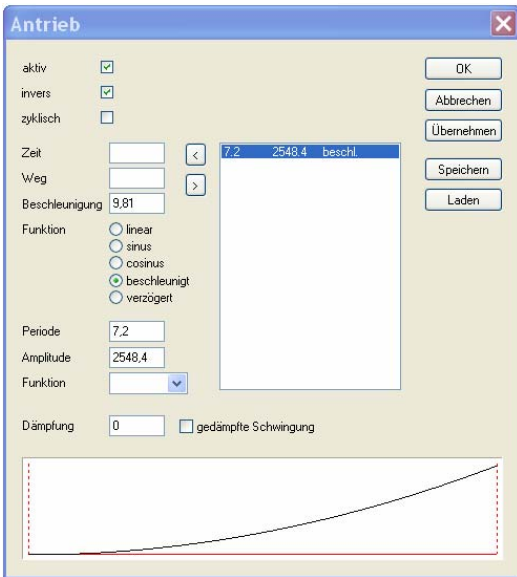 Antrieb
aktiv
OK
invers
Abbrechen
zyklisch
Übernehmen
Zeit
<
7.2 2548.4 beschl.
Weg
>
Speichern
Beschleunigung 9,81
Laden
Funktion
linear
sinus
cosinus
beschleunigt
verzögert
Periode 7,2
Amplitude 2548,4
Funktion
Dämpfung 0 gedämpfte Schwingung